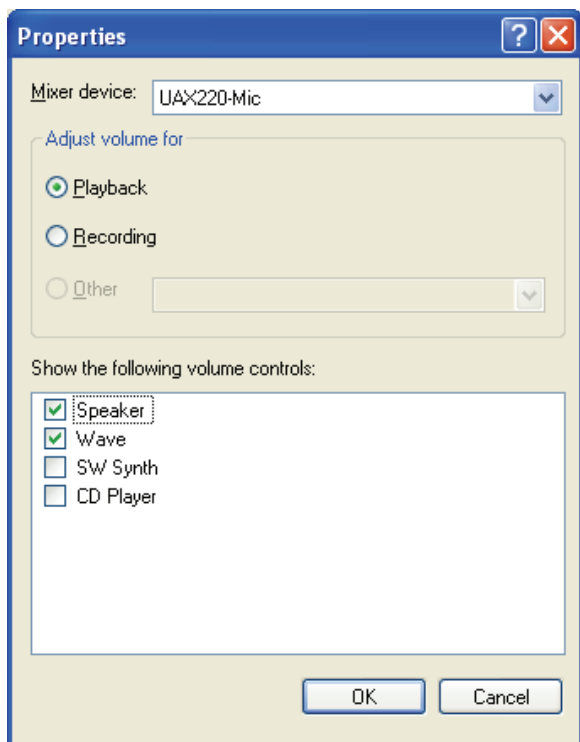 Properties
Mixer device: UAX220-Mic
Adjust volume for
Playback
Recording
Other
Show the following volume controls:
Speaker
Wave
SW Synth
CD Player
OK Cancel